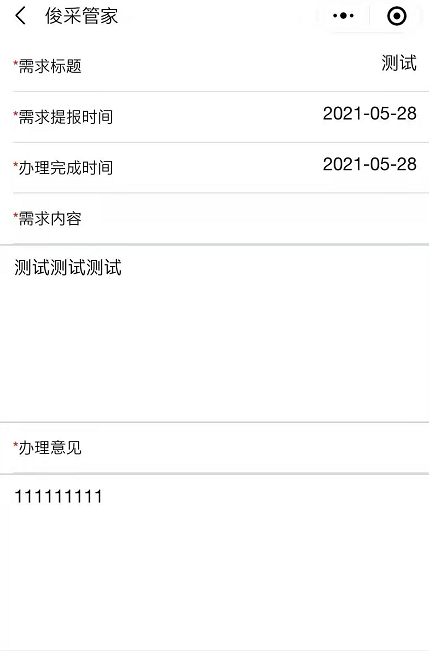 俊采管家
*需求标题 测试
*需求提报时间 2021-05-28
*办理完成时间 2021-05-28
*需求内容
测试测试测试
*办理意见
111111111